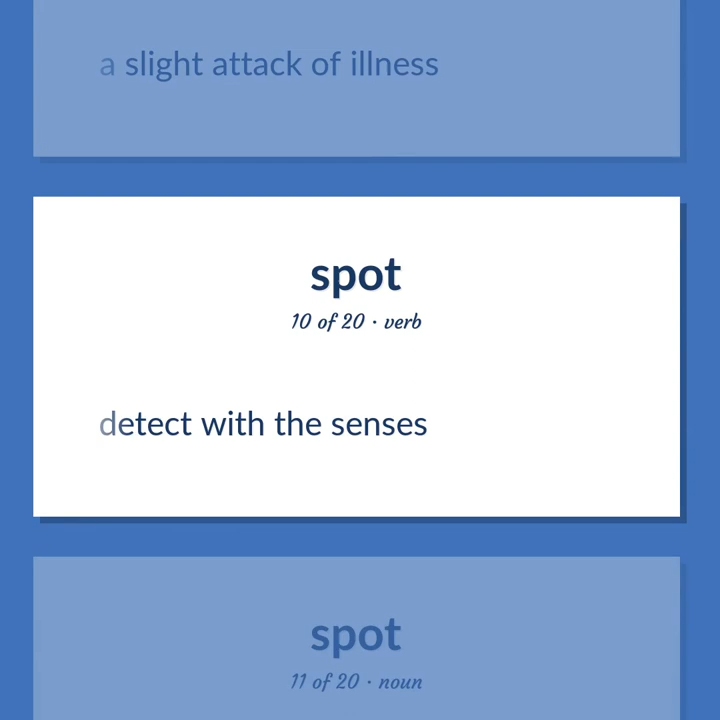 a slight attack of illness
spot
10 of 20 · verb
detect with the senses
spot
11 of 20 · noun